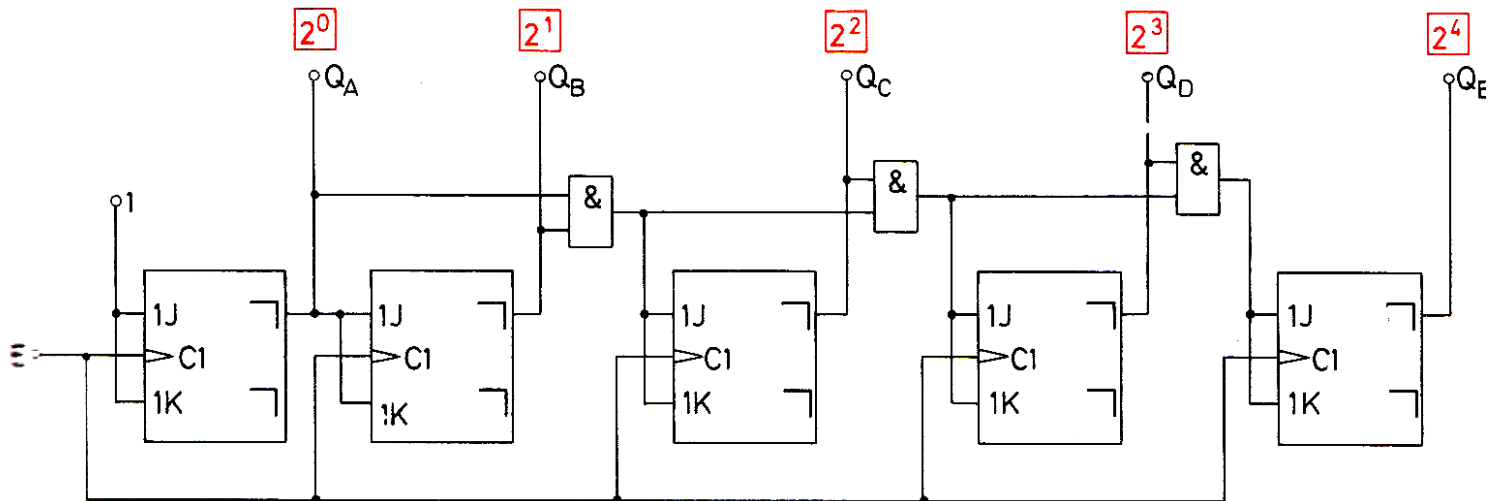 2⁰ 2¹ 2² 2³ 2⁴
Q_A Q_B Q_C Q_D Q_E
& & &
1
1J 1J 1J 1J 1J
E C1 C1 C1 C1 C1
1K 1K 1K 1K 1K